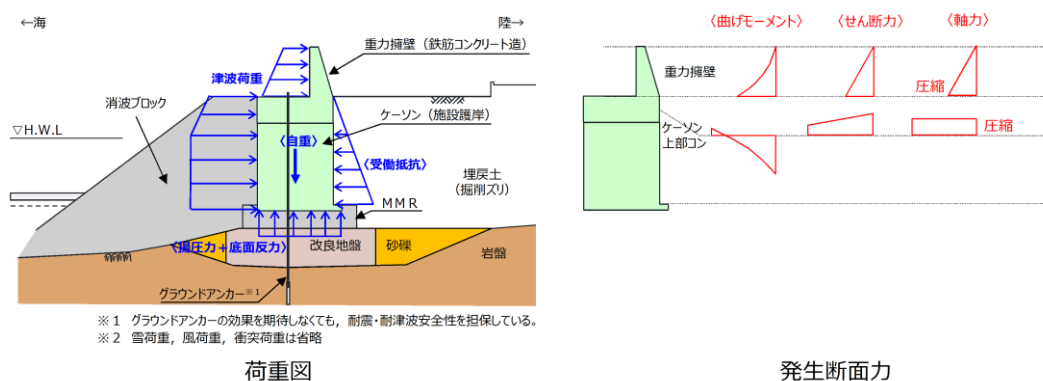 ←海
陸→
重力擁壁（鉄筋コンクリート造）
津波荷重
消波ブロック
▽H.W.L
ケーソン（施設護岸）
〈自重〉
〈受働抵抗〉
埋戻土
（掘削ズリ）
MMR
〈揚圧力＋底面反力〉
改良地盤
砂礫
岩盤
グラウンドアンカー※1
※1 グラウンドアンカーの効果を期待しなくても，耐震・耐津波安全性を担保している。
※2 雪荷重，風荷重，衝突荷重は省略
荷重図
〈曲げモーメント〉
〈せん断力〉
〈軸力〉
重力擁壁
圧縮
ケーソン
上部コン
圧縮
発生断面力